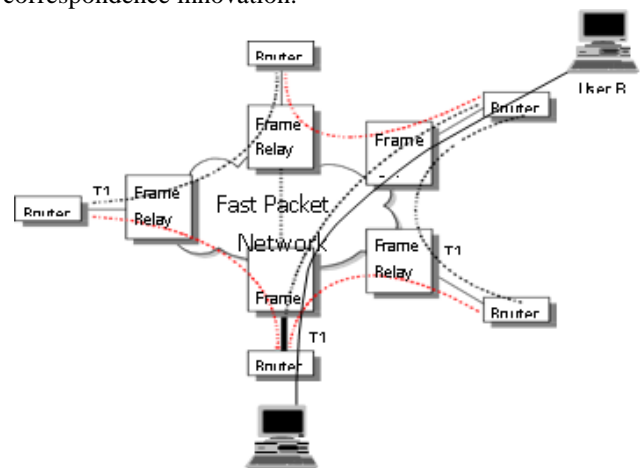 correspondence innovation.
Router
User B
Router
Frame
Relay
Frame
T1
Frame
Relay
Router
Fast Packet
Network
Frame
Relay
T1
Frame
Router
T1
Router